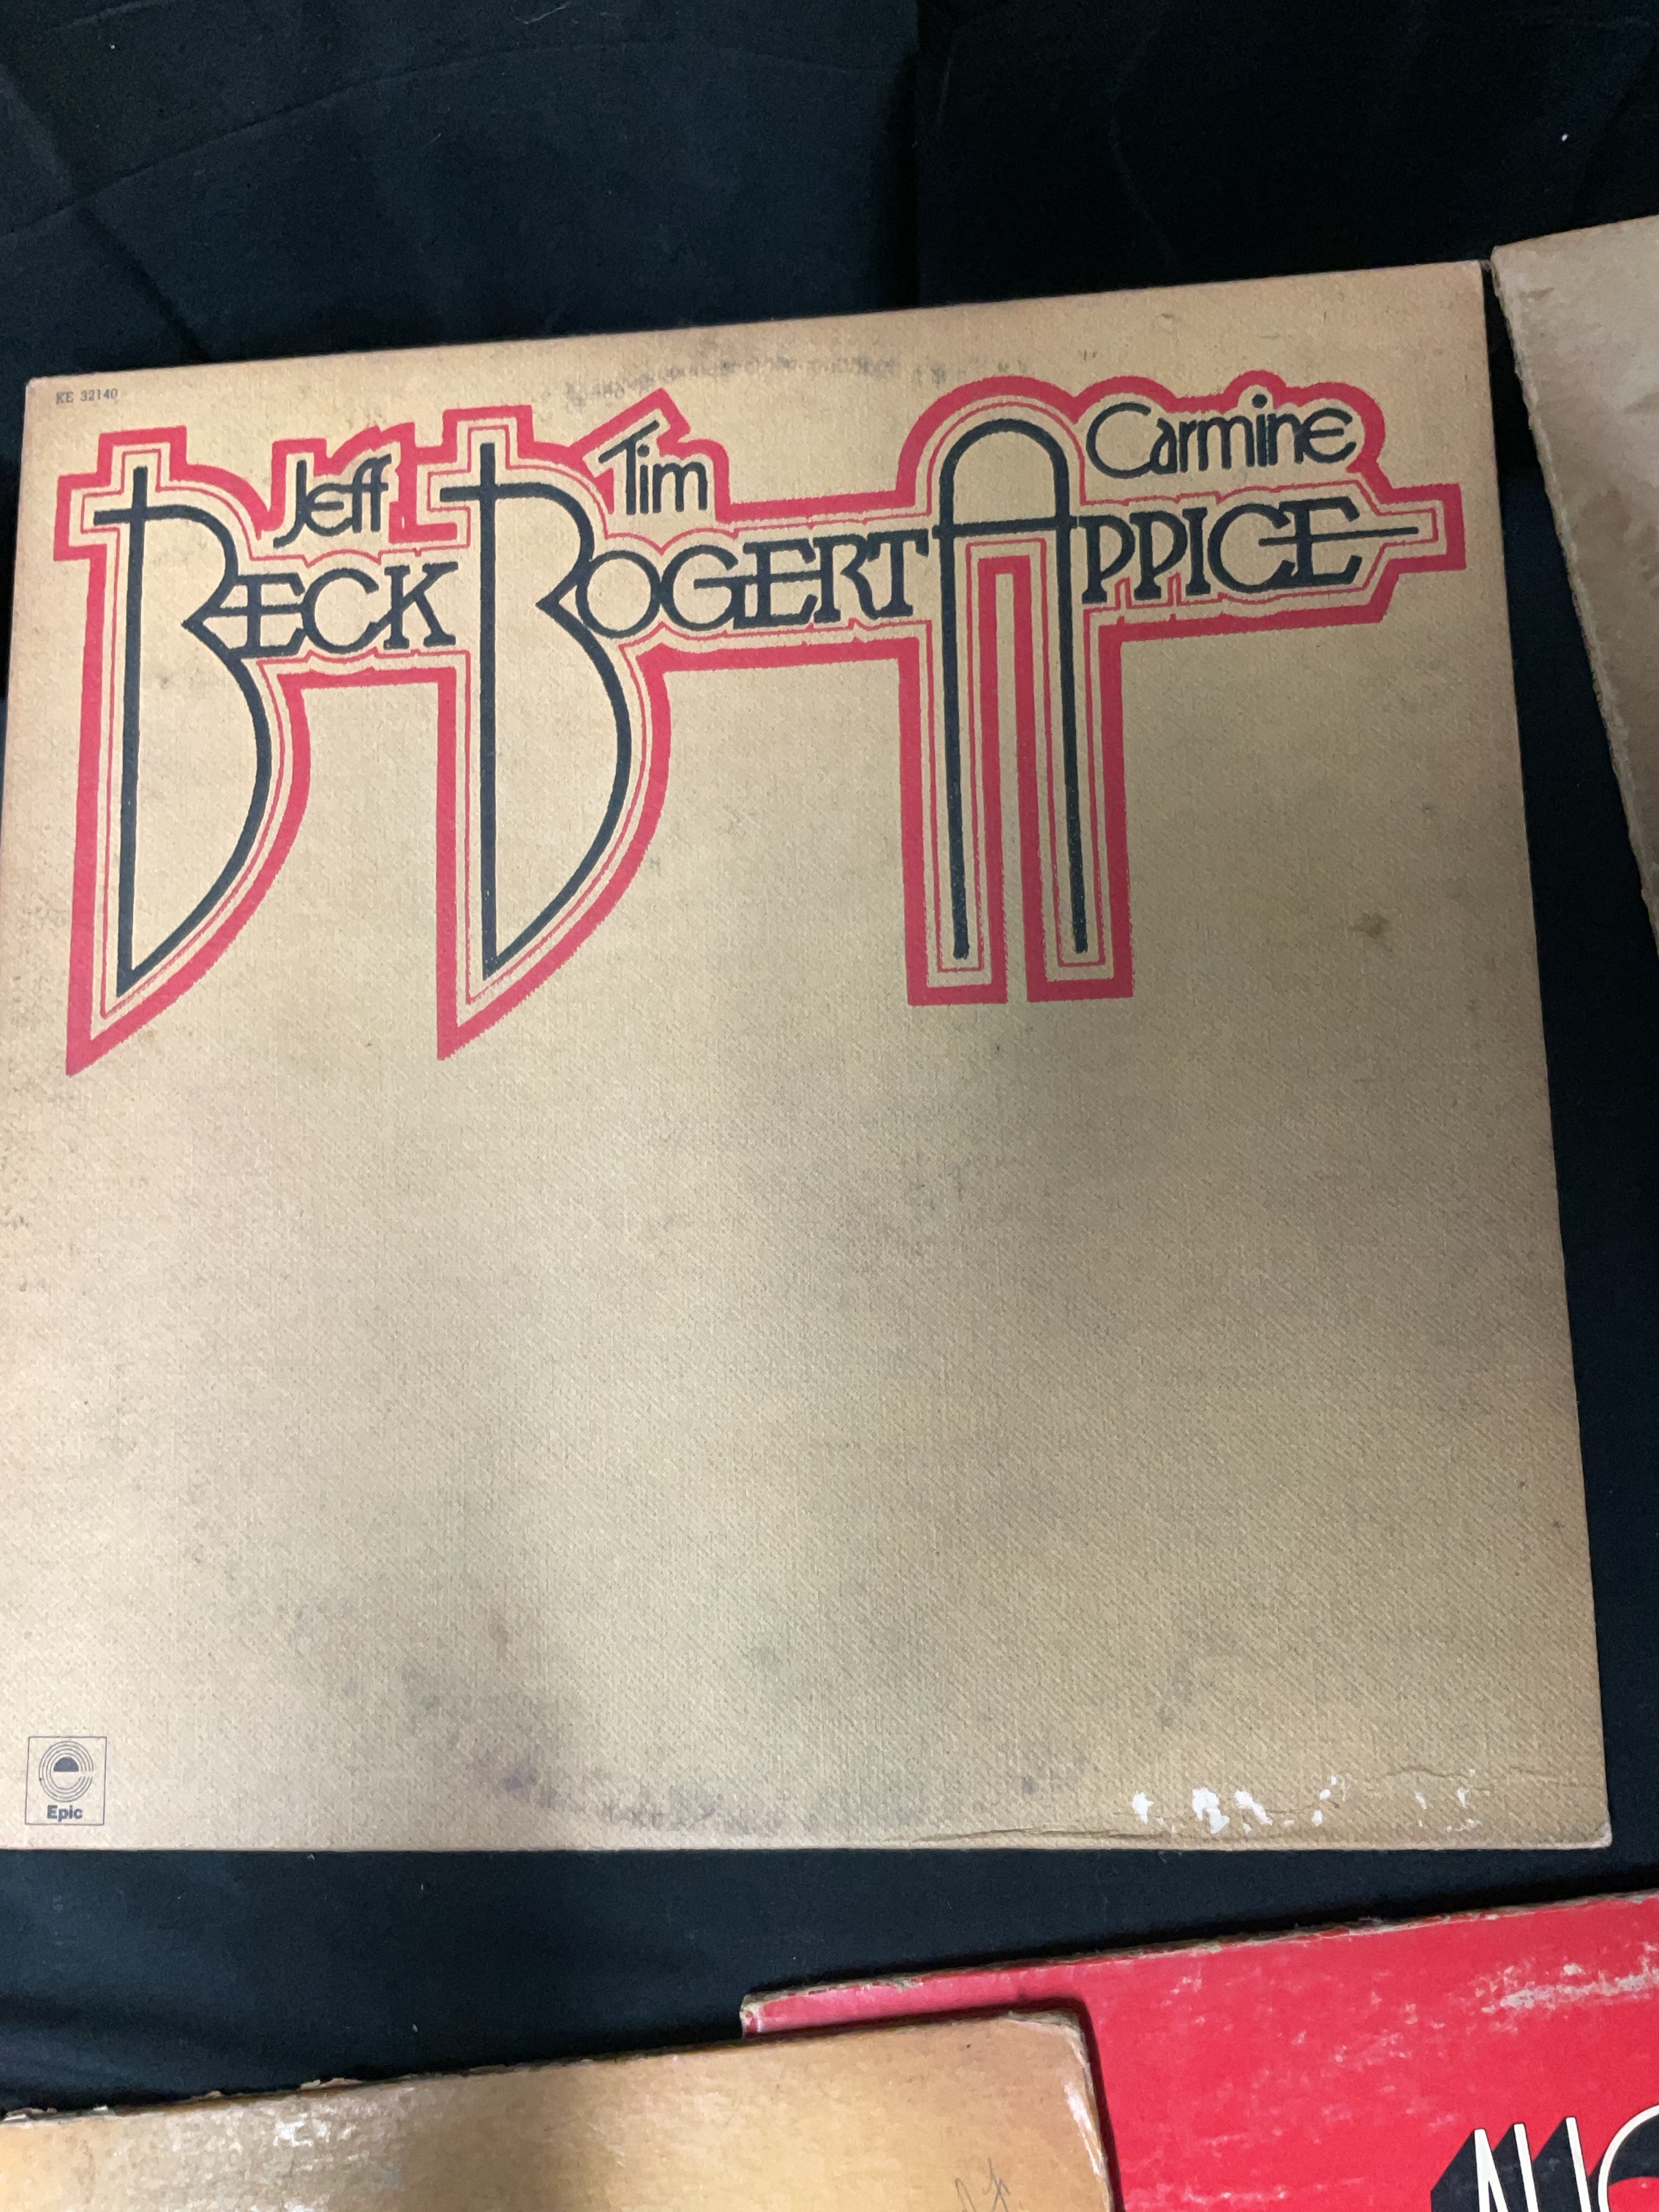 KE 32140
Jeff Tim Carmine
BECK BOGERT APPICE
Epic